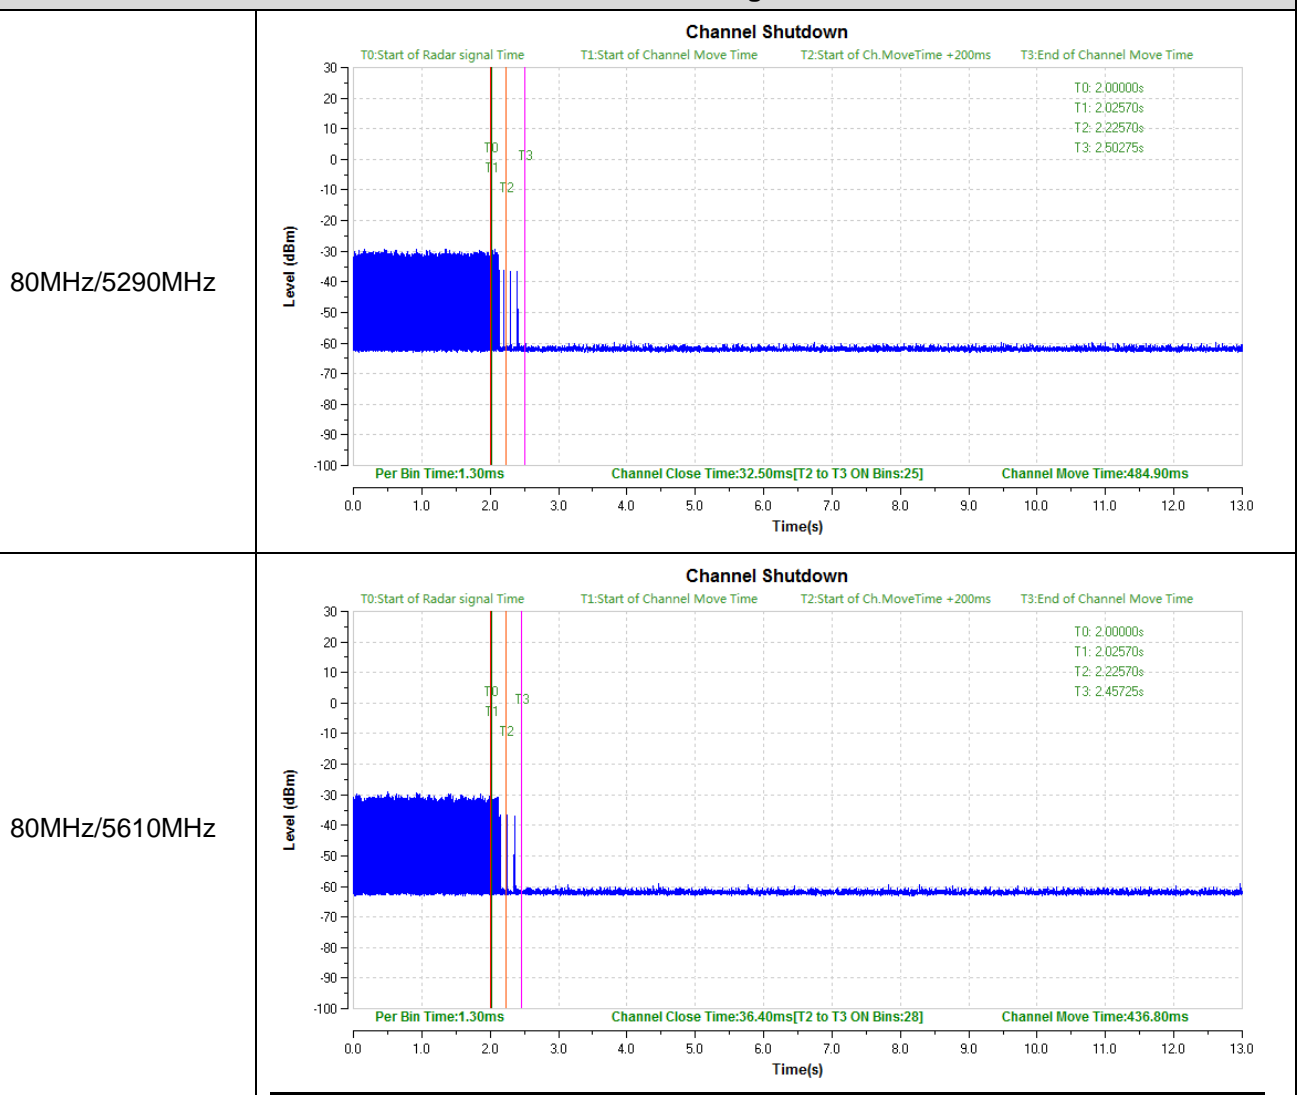 80MHz/5290MHz
Channel Shutdown
T0:Start of Radar signal Time T1:Start of Channel Move Time T2:Start of Ch.MoveTime +200ms T3:End of Channel Move Time
T0: 2.00000s
T1: 2.02570s
T2: 2.22570s
T3: 2.50275s
T0
T1
T2
T3
Level (dBm)
30
20
10
0
-10
-20
-30
-40
-50
-60
-70
-80
-90
-100
Per Bin Time:1.30ms Channel Close Time:32.50ms[T2 to T3 ON Bins:25] Channel Move Time:484.90ms
0.0 1.0 2.0 3.0 4.0 5.0 6.0 7.0 8.0 9.0 10.0 11.0 12.0 13.0
Time(s)
80MHz/5610MHz
Channel Shutdown
T0:Start of Radar signal Time T1:Start of Channel Move Time T2:Start of Ch.MoveTime +200ms T3:End of Channel Move Time
T0: 2.00000s
T1: 2.02570s
T2: 2.22570s
T3: 2.45725s
T0
T1
T2
T3
Level (dBm)
30
20
10
0
-10
-20
-30
-40
-50
-60
-70
-80
-90
-100
Per Bin Time:1.30ms Channel Close Time:36.40ms[T2 to T3 ON Bins:28] Channel Move Time:436.80ms
0.0 1.0 2.0 3.0 4.0 5.0 6.0 7.0 8.0 9.0 10.0 11.0 12.0 13.0
Time(s)